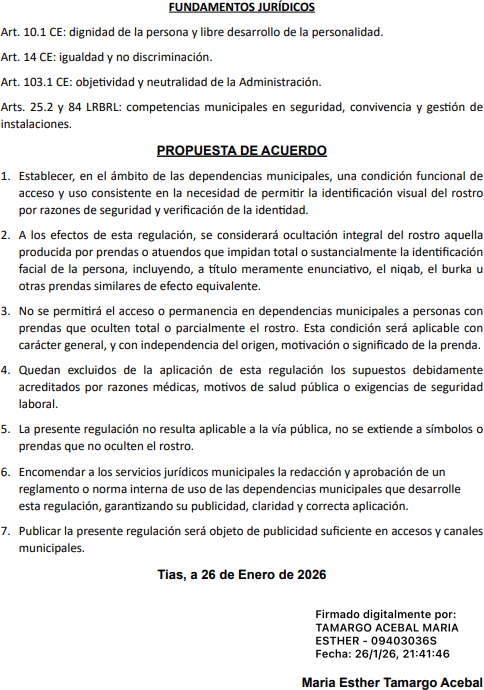 FUNDAMENTOS JURÍDICOS
Art. 10.1 CE: dignidad de la persona y libre desarrollo de la personalidad.
Art. 14 CE: igualdad y no discriminación.
Art. 103.1 CE: objetividad y neutralidad de la Administración.
Arts. 25.2 y 84 LRBRL: competencias municipales en seguridad, convivencia y gestión de
instalaciones.
PROPUESTA DE ACUERDO
1. Establecer, en el ámbito de las dependencias municipales, una condición funcional de
acceso y uso consistente en la necesidad de permitir la identificación visual del rostro
por razones de seguridad y verificación de la identidad.
2. A los efectos de esta regulación, se considerará ocultación integral del rostro aquella
producida por prendas o atuendos que impidan total o sustancialmente la identificación
facial de la persona, incluyendo, a título meramente enunciativo, el niqab, el burka u
otras prendas similares de efecto equivalente.
3. No se permitirá el acceso o permanencia en dependencias municipales a personas con
prendas que oculten total o parcialmente el rostro. Esta condición será aplicable con
carácter general, y con independencia del origen, motivación o significado de la prenda.
4. Quedan excluidos de la aplicación de esta regulación los supuestos debidamente
acreditados por razones médicas, motivos de salud pública o exigencias de seguridad
laboral.
5. La presente regulación no resulta aplicable a la vía pública, no se extiende a símbolos o
prendas que no oculten el rostro.
6. Encomendar a los servicios jurídicos municipales la redacción y aprobación de un
reglamento o norma interna de uso de las dependencias municipales que desarrolle
esta regulación, garantizando su publicidad, claridad y correcta aplicación.
7. Publicar la presente regulación será objeto de publicidad suficiente en accesos y canales
municipales.
Tias, a 26 de Enero de 2026
Firmado digitalmente por:
TAMARGO ACEBAL MARIA
ESTHER - 09403036S
Fecha: 26/1/26, 21:41:46
Maria Esther Tamargo Acebal